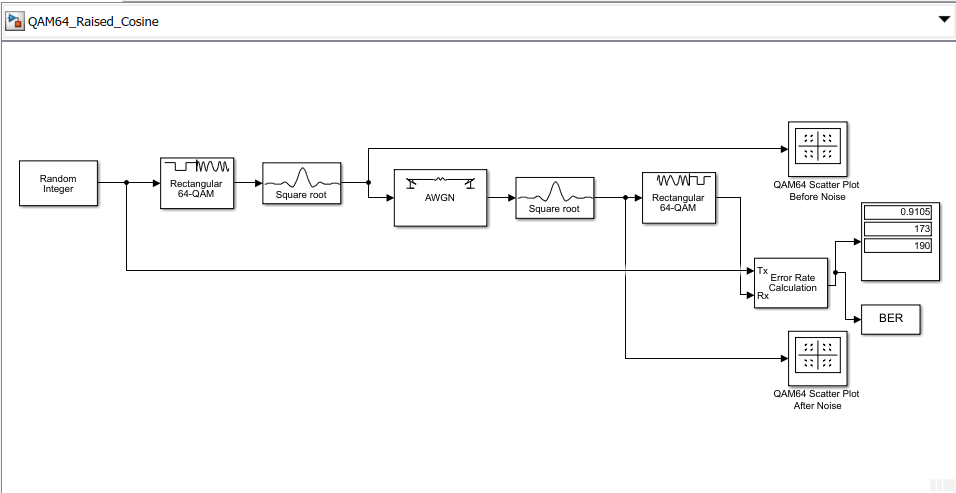 QAM64_Raised_Cosine
Random
Integer
Rectangular
64-QAM
Square root
AWGN
Square root
Rectangular
64-QAM
QAM64 Scatter Plot
Before Noise
0.9105
173
190
Tx
Rx
Error Rate
Calculation
BER
QAM64 Scatter Plot
After Noise